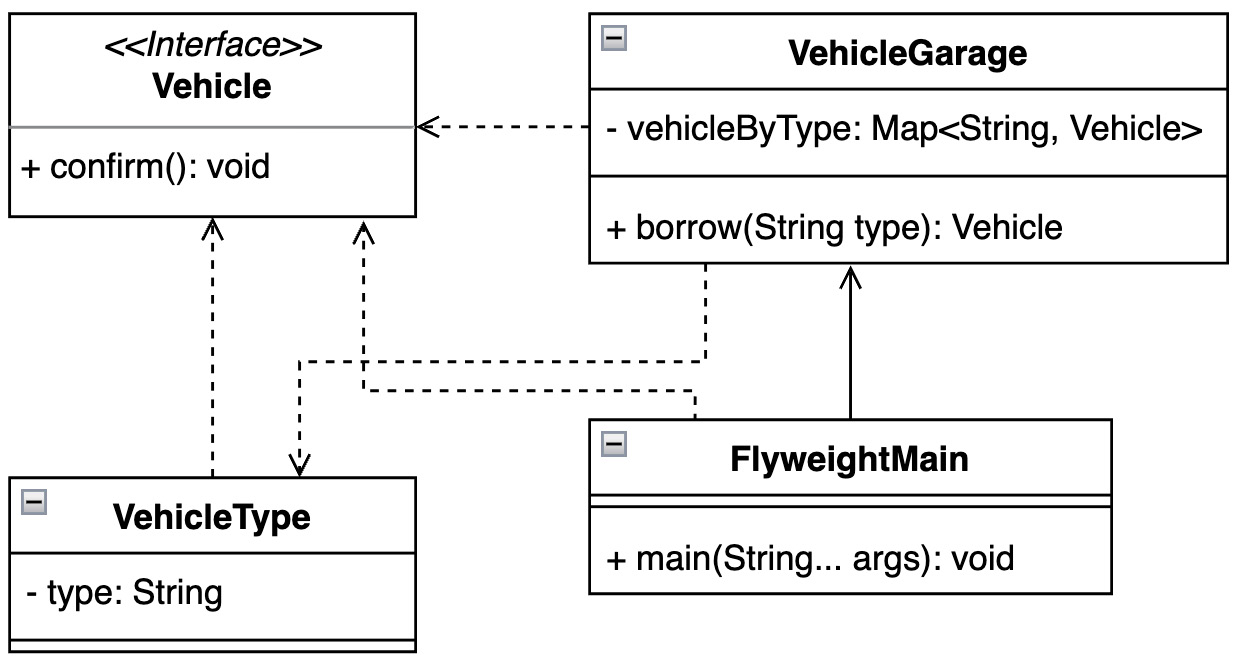 <<Interface>>
Vehicle
+ confirm(): void
VehicleGarage
- vehicleByType: Map<String, Vehicle>
+ borrow(String type): Vehicle
VehicleType
- type: String
FlyweightMain
+ main(String... args): void